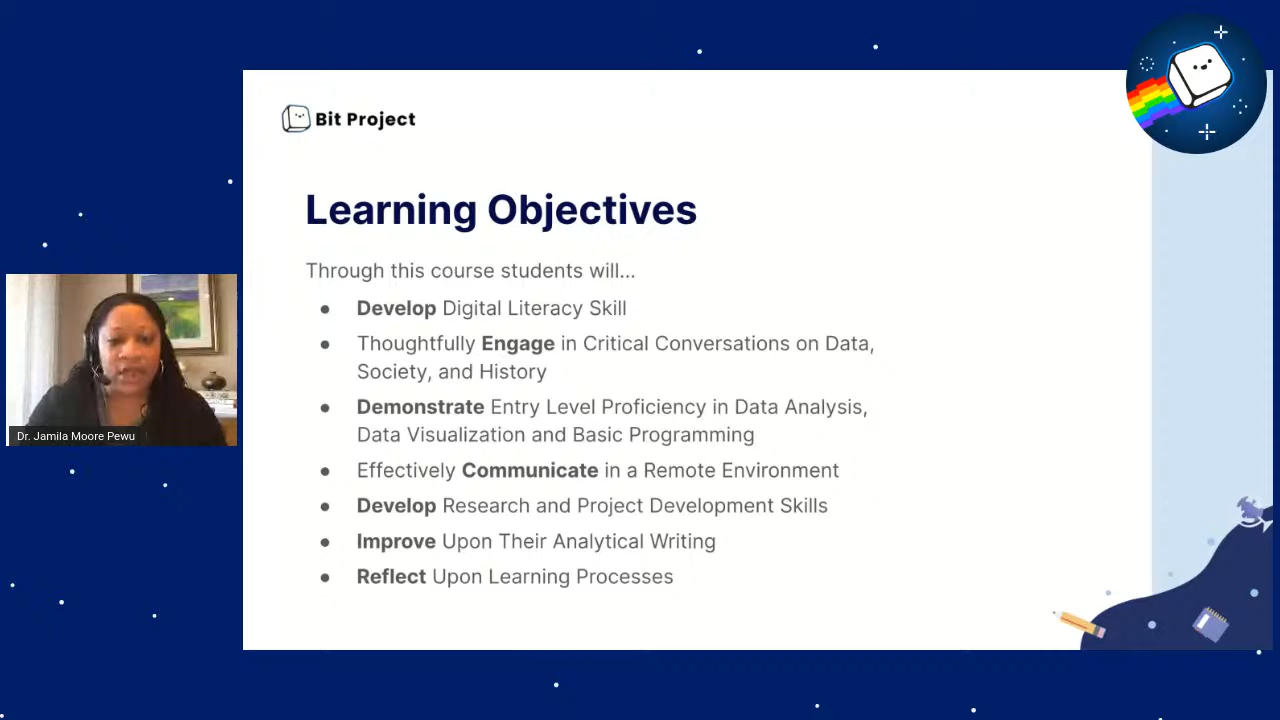 Bit Project
Learning Objectives
Through this course students will...
● Develop Digital Literacy Skill
● Thoughtfully Engage in Critical Conversations on Data,
Society, and History
● Demonstrate Entry Level Proficiency in Data Analysis,
Data Visualization and Basic Programming
● Effectively Communicate in a Remote Environment
● Develop Research and Project Development Skills
● Improve Upon Their Analytical Writing
● Reflect Upon Learning Processes
Dr. Jamila Moore Pewu